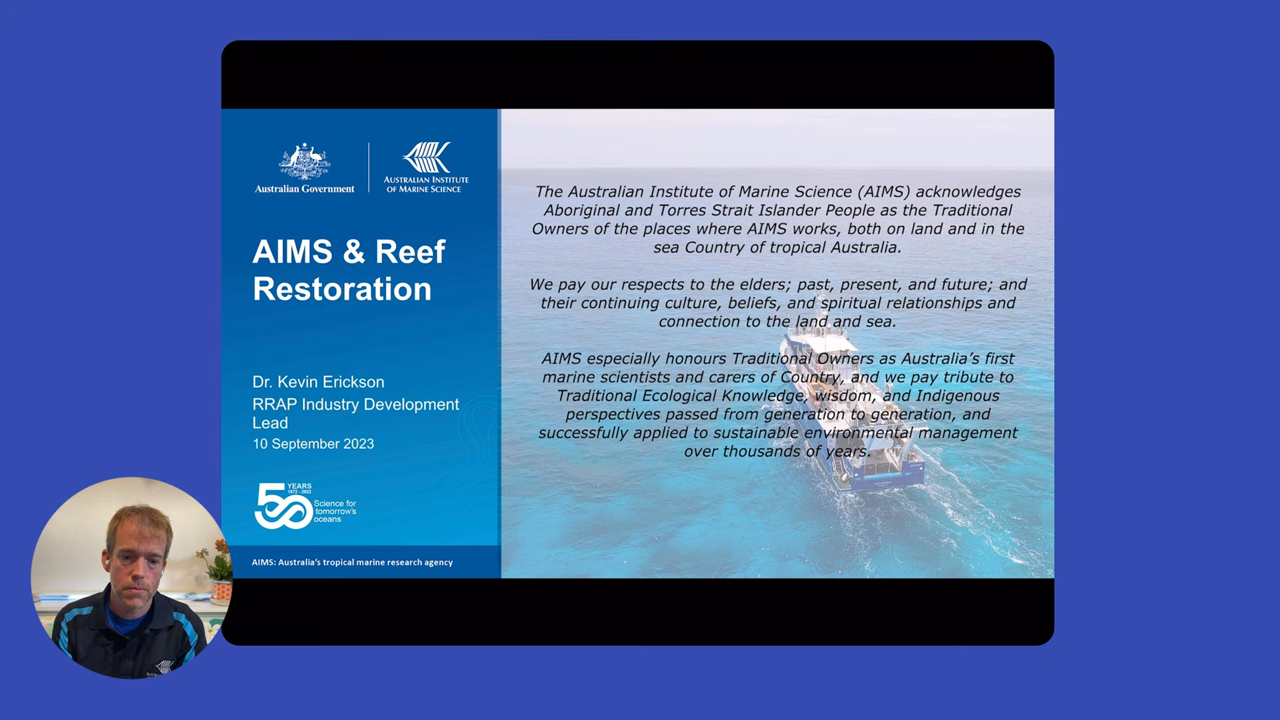 Australian Government
AUSTRALIAN INSTITUTE
OF MARINE SCIENCE
AIMS & Reef
Restoration
Dr. Kevin Erickson
RRAP Industry Development
Lead
10 September 2023
50 YEARS
1972 - 2022
Science for
tomorrow's
oceans
AIMS: Australia's tropical marine research agency
The Australian Institute of Marine Science (AIMS) acknowledges
Aboriginal and Torres Strait Islander People as the Traditional
Owners of the places where AIMS works, both on land and in the
sea Country of tropical Australia.
We pay our respects to the elders; past, present, and future; and
their continuing culture, beliefs, and spiritual relationships and
connection to the land and sea.
AIMS especially honours Traditional Owners as Australia's first
marine scientists and carers of Country, and we pay tribute to
Traditional Ecological Knowledge, wisdom, and Indigenous
perspectives passed from generation to generation, and
successfully applied to sustainable environmental management
over thousands of years.